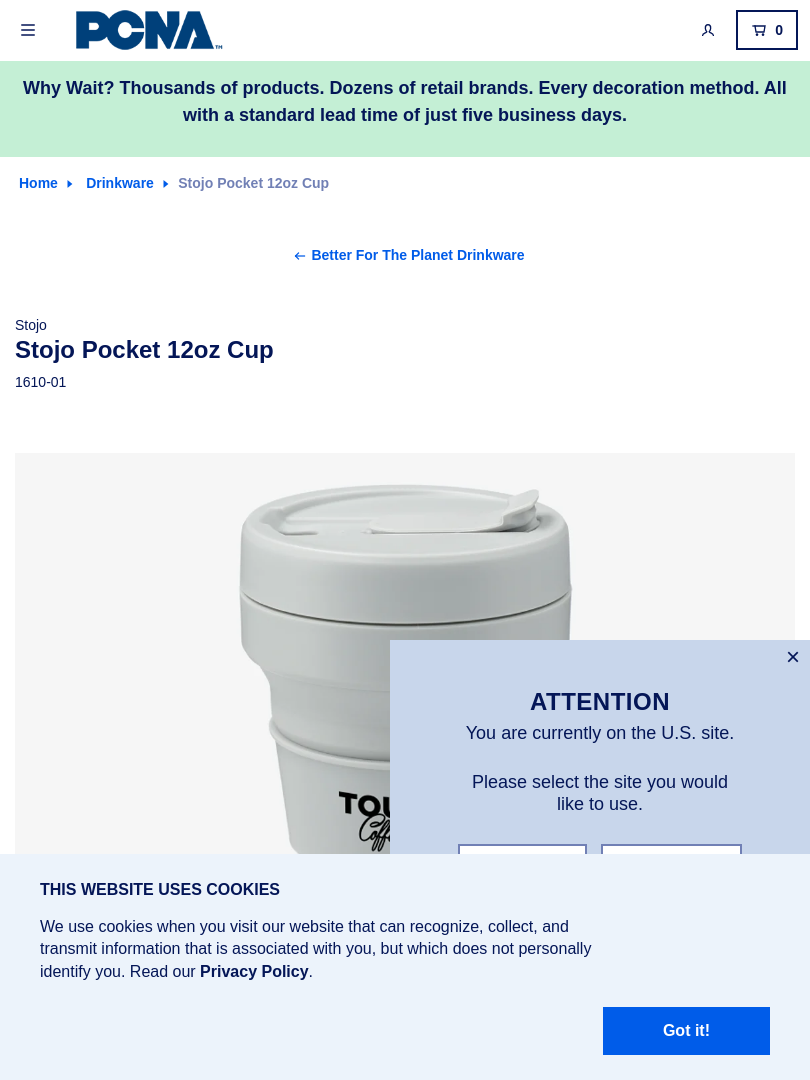 PCNA™
0
Why Wait? Thousands of products. Dozens of retail brands. Every decoration method. All
with a standard lead time of just five business days.
Home
Drinkware
Stojo Pocket 12oz Cup
Better For The Planet Drinkware
Stojo
Stojo Pocket 12oz Cup
1610-01
ATTENTION
You are currently on the U.S. site.
Please select the site you would
like to use.
THIS WEBSITE USES COOKIES
We use cookies when you visit our website that can recognize, collect, and
transmit information that is associated with you, but which does not personally
identify you. Read our Privacy Policy.
Got it!